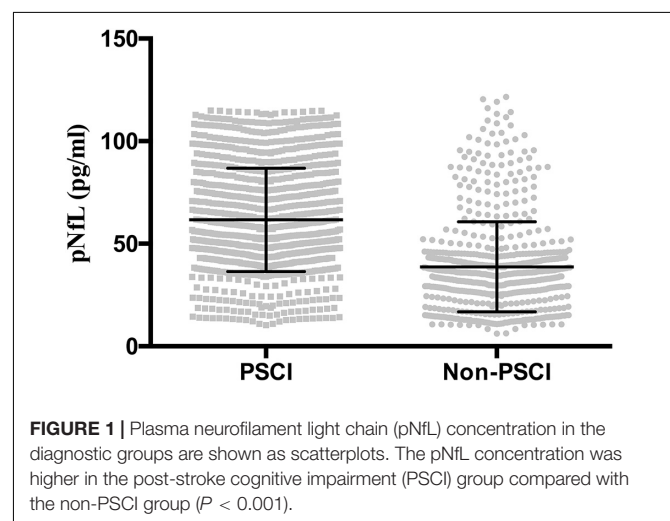 150
100
50
0
pNfL (pg/ml)
PSCI
Non-PSCI
FIGURE 1 | Plasma neurofilament light chain (pNfL) concentration in the
diagnostic groups are shown as scatterplots. The pNfL concentration was
higher in the post-stroke cognitive impairment (PSCI) group compared with
the non-PSCI group (P < 0.001).